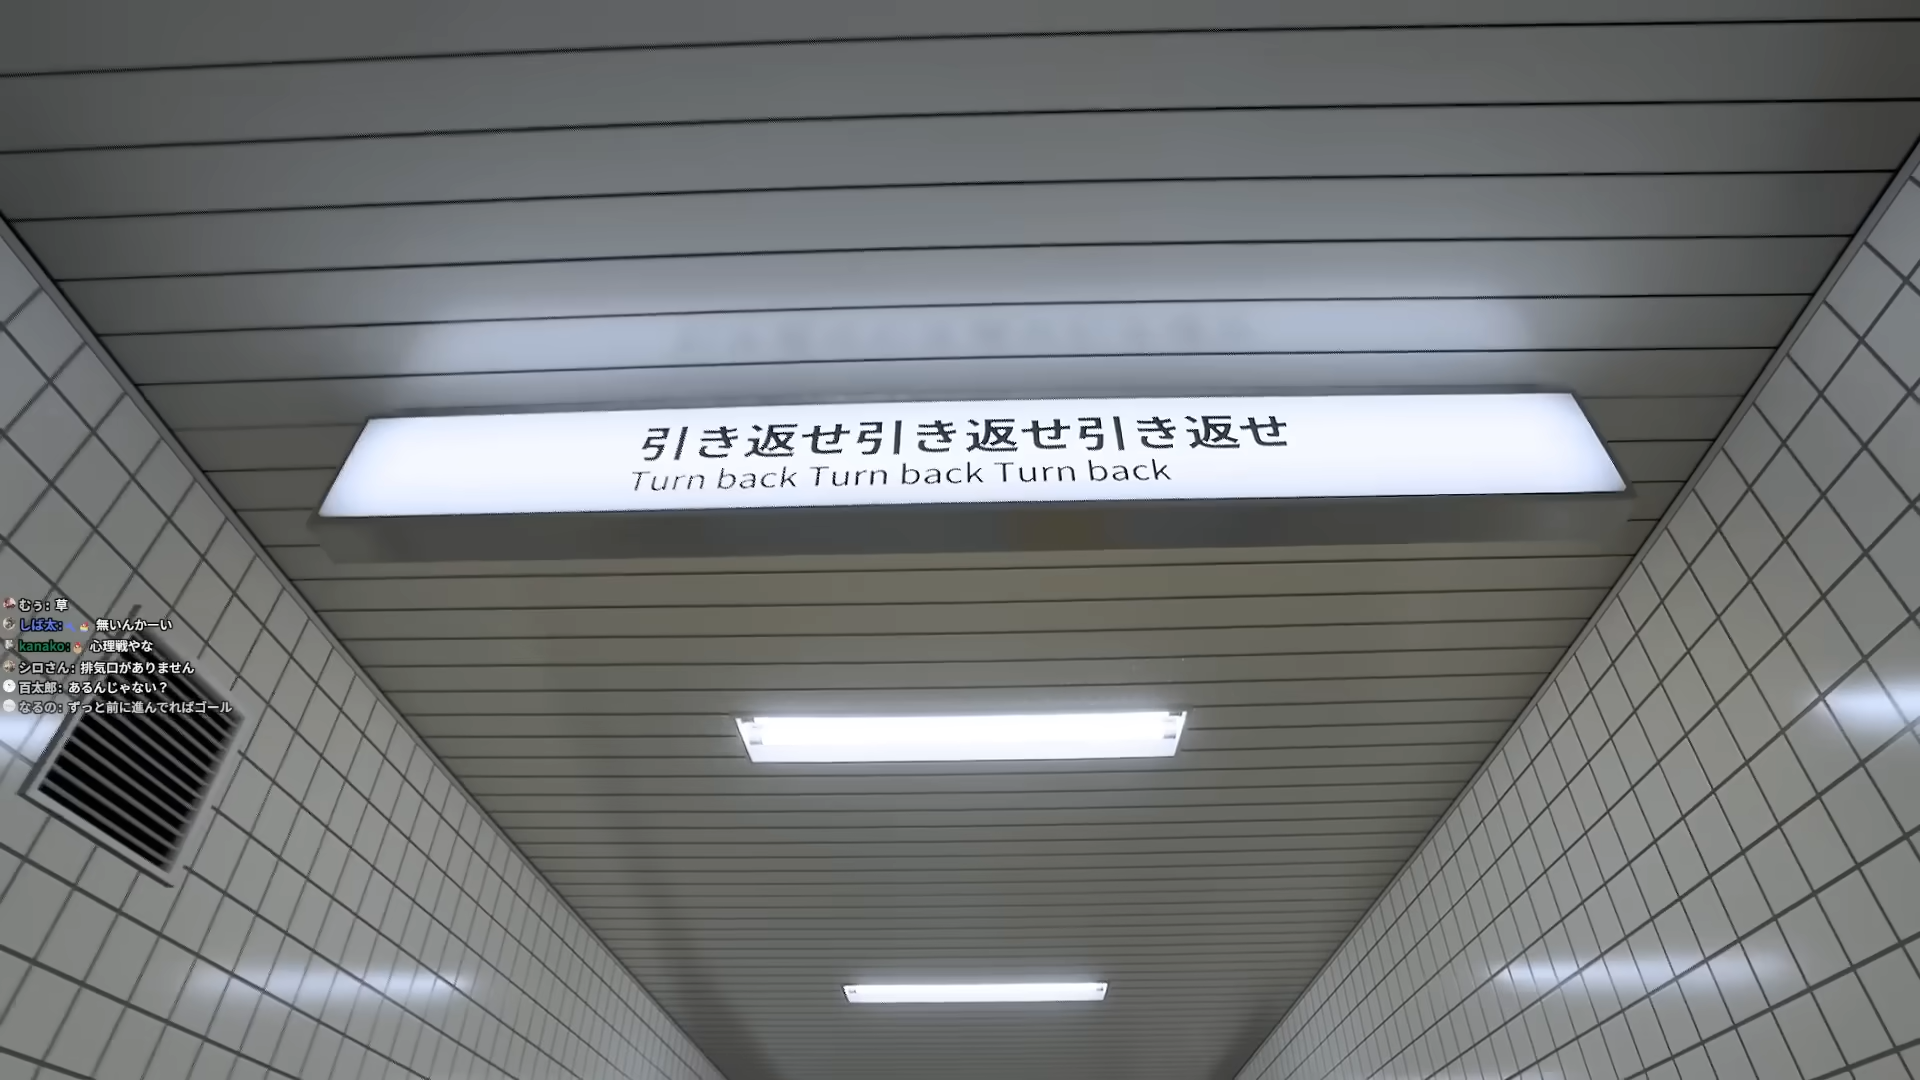 引き返せ引き返せ引き返せ
Turn back Turn back Turn back
むぅ: 草
しば太: 無いんかーい
kanako: 心理戦やな
シロさん: 排気口がありません
百太郎: あるんじゃない？
なるの: ずっと前に進んでればゴール